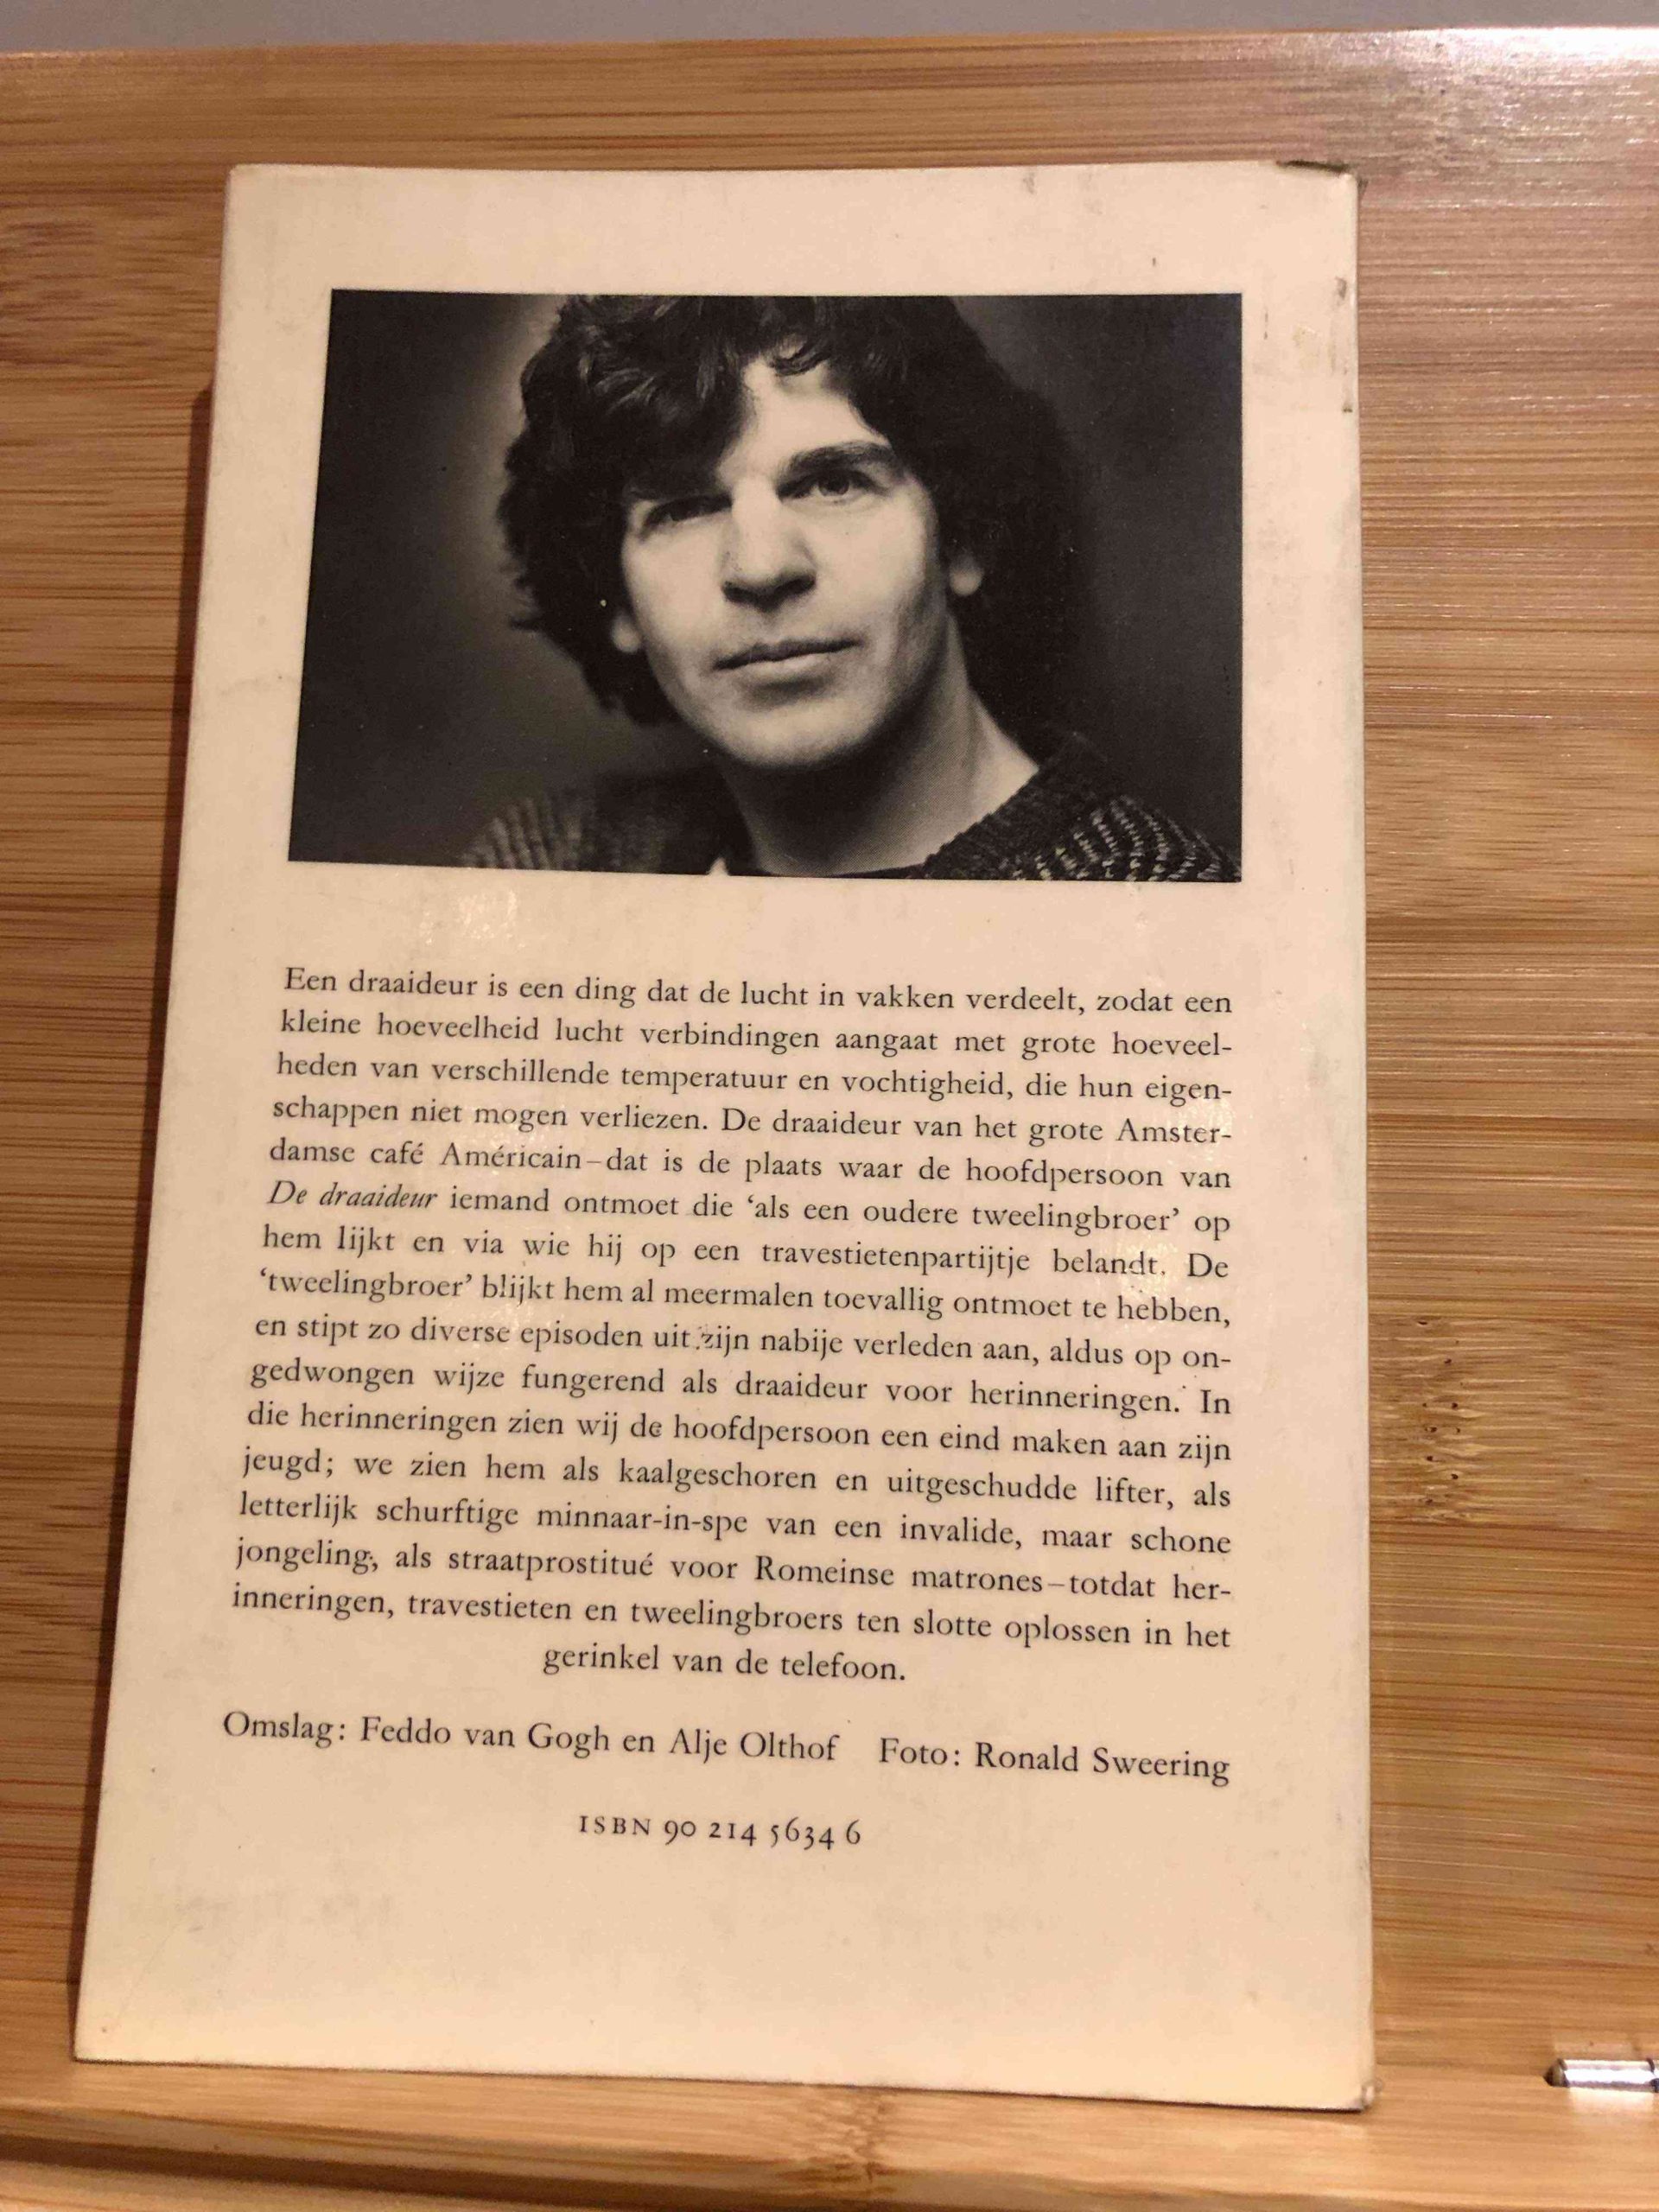 Een draaideur is een ding dat de lucht in vakken verdeelt, zodat een
kleine hoeveelheid lucht verbindingen aangaat met grote hoeveel-
heden van verschillende temperatuur en vochtigheid, die hun eigen-
schappen niet mogen verliezen. De draaideur van het grote Amster-
damse café Américain–dat is de plaats waar de hoofdpersoon van
De draaideur iemand ontmoet die ‘als een oudere tweelingbroer’ op
hem lijkt en via wie hij op een travestietenpartijtje belandt. De
‘tweelingbroer’ blijkt hem al meermalen toevallig ontmoet te hebben,
en stipt zo diverse episoden uit zijn nabije verleden aan, aldus op on-
gedwongen wijze fungerend als draaideur voor herinneringen. In
die herinneringen zien wij de hoofdpersoon een eind maken aan zijn
jeugd; we zien hem als kaalgeschoren en uitgeschudde lifter, als
letterlijk schurftige minnaar-in-spe van een invalide, maar schone
jongeling, als straatprostitué voor Romeinse matrones–totdat her-
inneringen, travestieten en tweelingbroers ten slotte oplossen in het
gerinkel van de telefoon.
Omslag: Feddo van Gogh en Alje Olthof Foto: Ronald Sweering
ISBN 90 214 5634 6